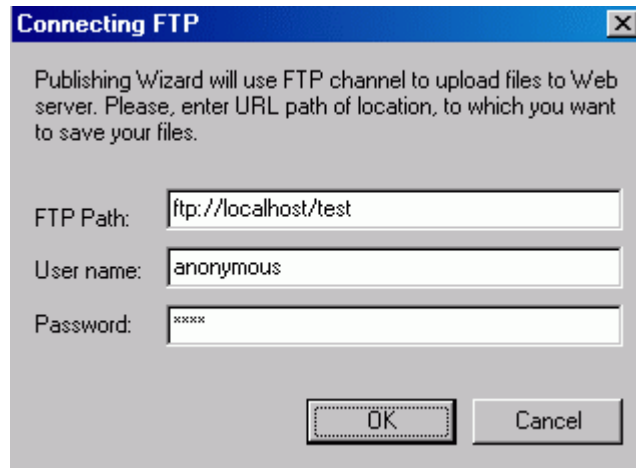 Connecting FTP
Publishing Wizard will use FTP channel to upload files to Web
server. Please, enter URL path of location, to which you want
to save your files.
FTP Path: ftp://localhost/test
User name: anonymous
Password: ****
OK Cancel